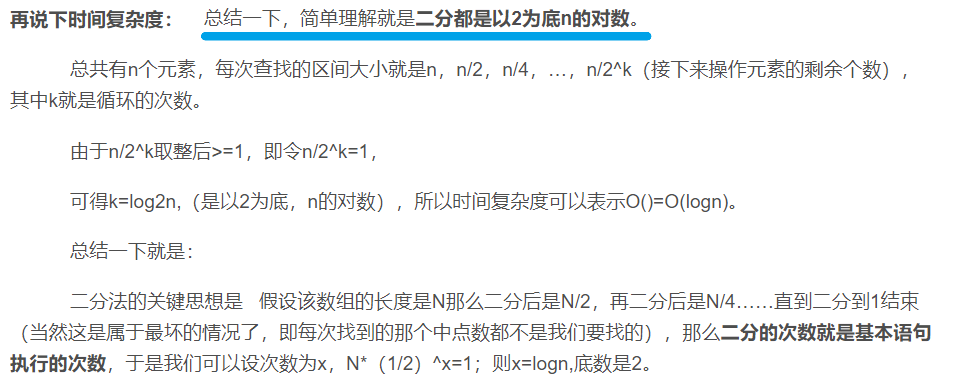 再说下时间复杂度： 总结一下，简单理解就是二分都是以2为底n的对数。
总共有n个元素，每次查找的区间大小就是n，n/2，n/4，…，n/2^k（接下来操作元素的剩余个数），
其中k就是循环的次数。
由于n/2^k取整后>=1，即令n/2^k=1，
可得k=log2n,（是以2为底，n的对数），所以时间复杂度可以表示O()=O(logn)。
总结一下就是：
二分法的关键思想是 假设该数组的长度是N那么二分后是N/2，再二分后是N/4……直到二分到1结束
（当然这是属于最坏的情况了，即每次找到的那个中点数都不是我们要找的），那么二分的次数就是基本语句
执行的次数，于是我们可以设次数为x，N*（1/2）^x=1；则x=logn,底数是2。